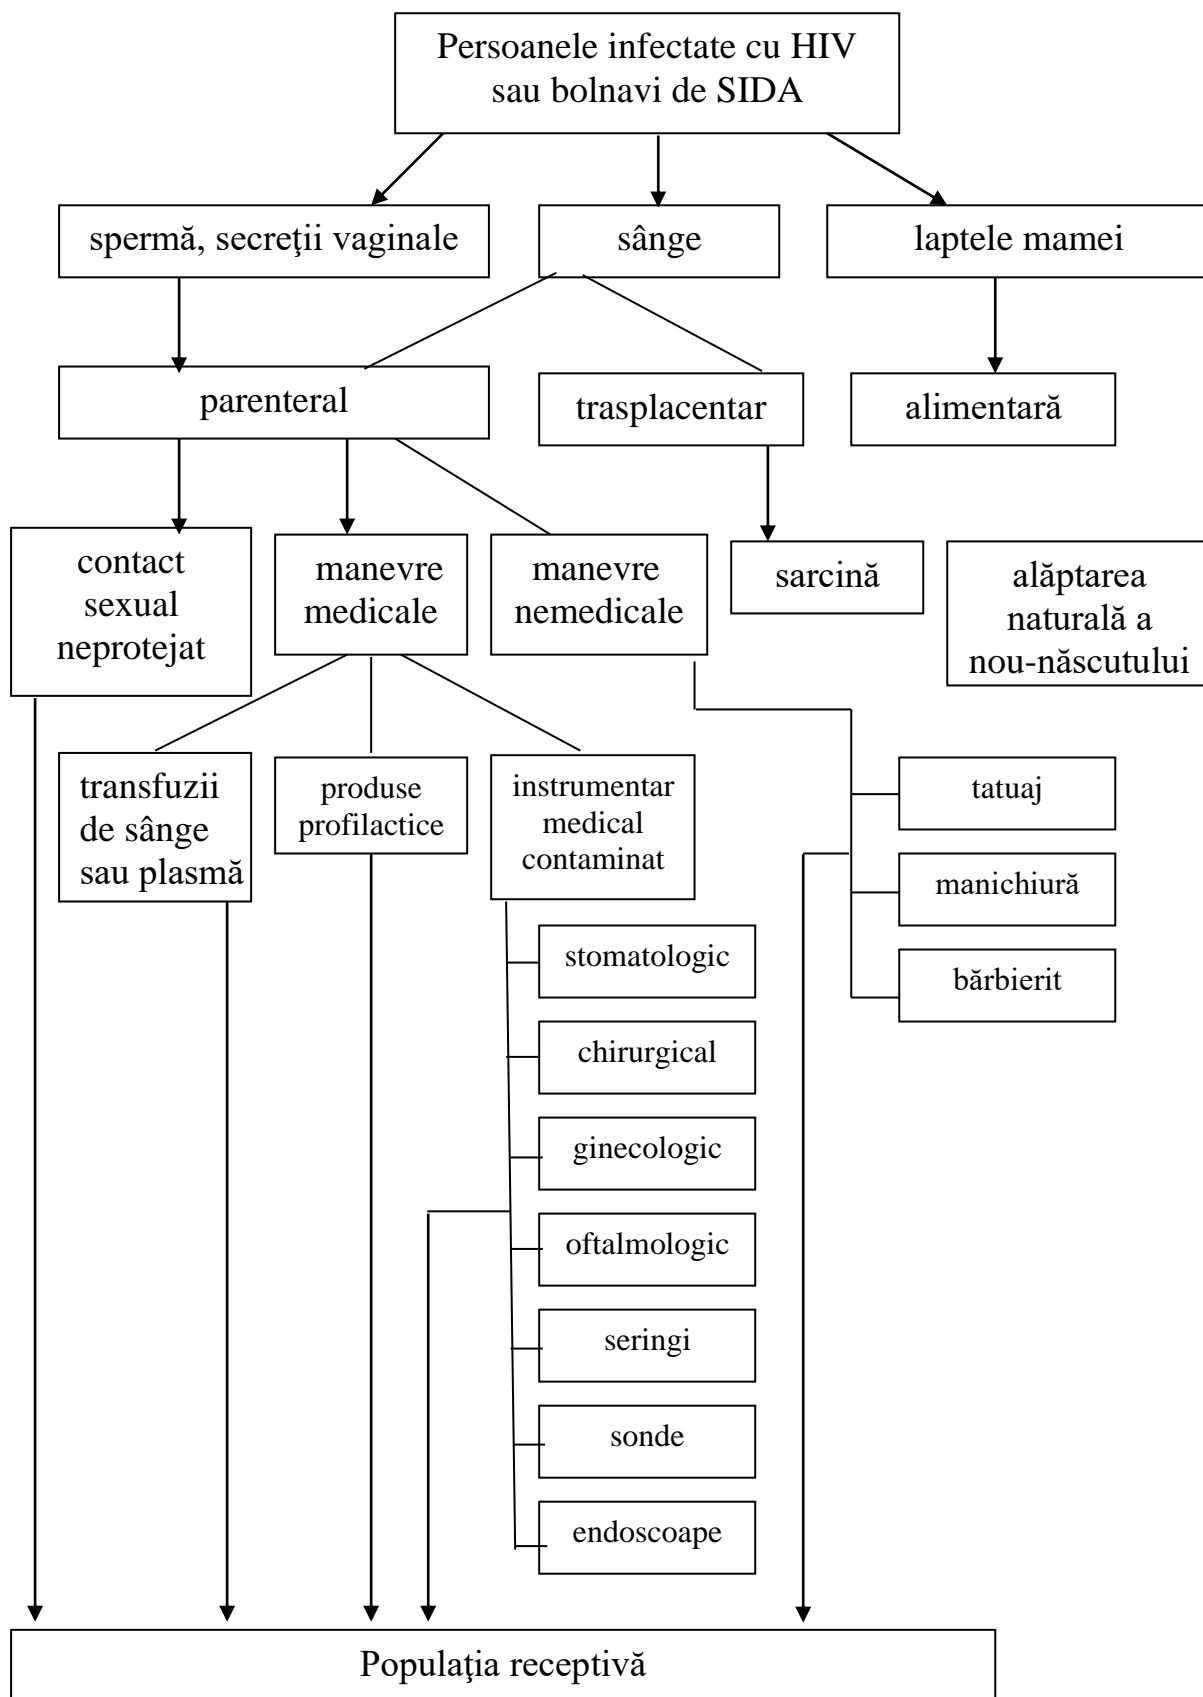 Persoanele infectate cu HIV
sau bolnavi de SIDA
spermă, secreţii vaginale
sânge
laptele mamei
parenteral
trasplacentar
alimentară
contact
sexual
neprotejat
manevre
medicale
manevre
nemedicale
sarcină
alăptarea
naturală a
nou-născutului
transfuzii
de sânge
sau plasmă
produse
profilactice
instrumentar
medical
contaminat
tatuaj
manichiură
bărbierit
stomatologic
chirurgical
ginecologic
oftalmologic
seringi
sonde
endoscoape
Populaţia receptivă